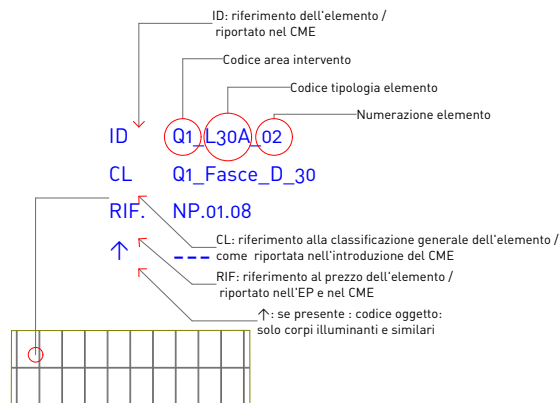 ID: riferimento dell'elemento /
riportato nel CME
Codice area intervento
Codice tipologia elemento
Numerazione elemento
ID Q1_L30A_02
CL Q1_Fasce_D_30
RIF. NP.01.08
CL: riferimento alla classificazione generale dell'elemento /
come riportata nell'introduzione del CME
↑ ---
RIF: riferimento al prezzo dell'elemento /
riportato nell'EP e nel CME
↑: se presente : codice oggetto:
solo corpi illuminanti e similari